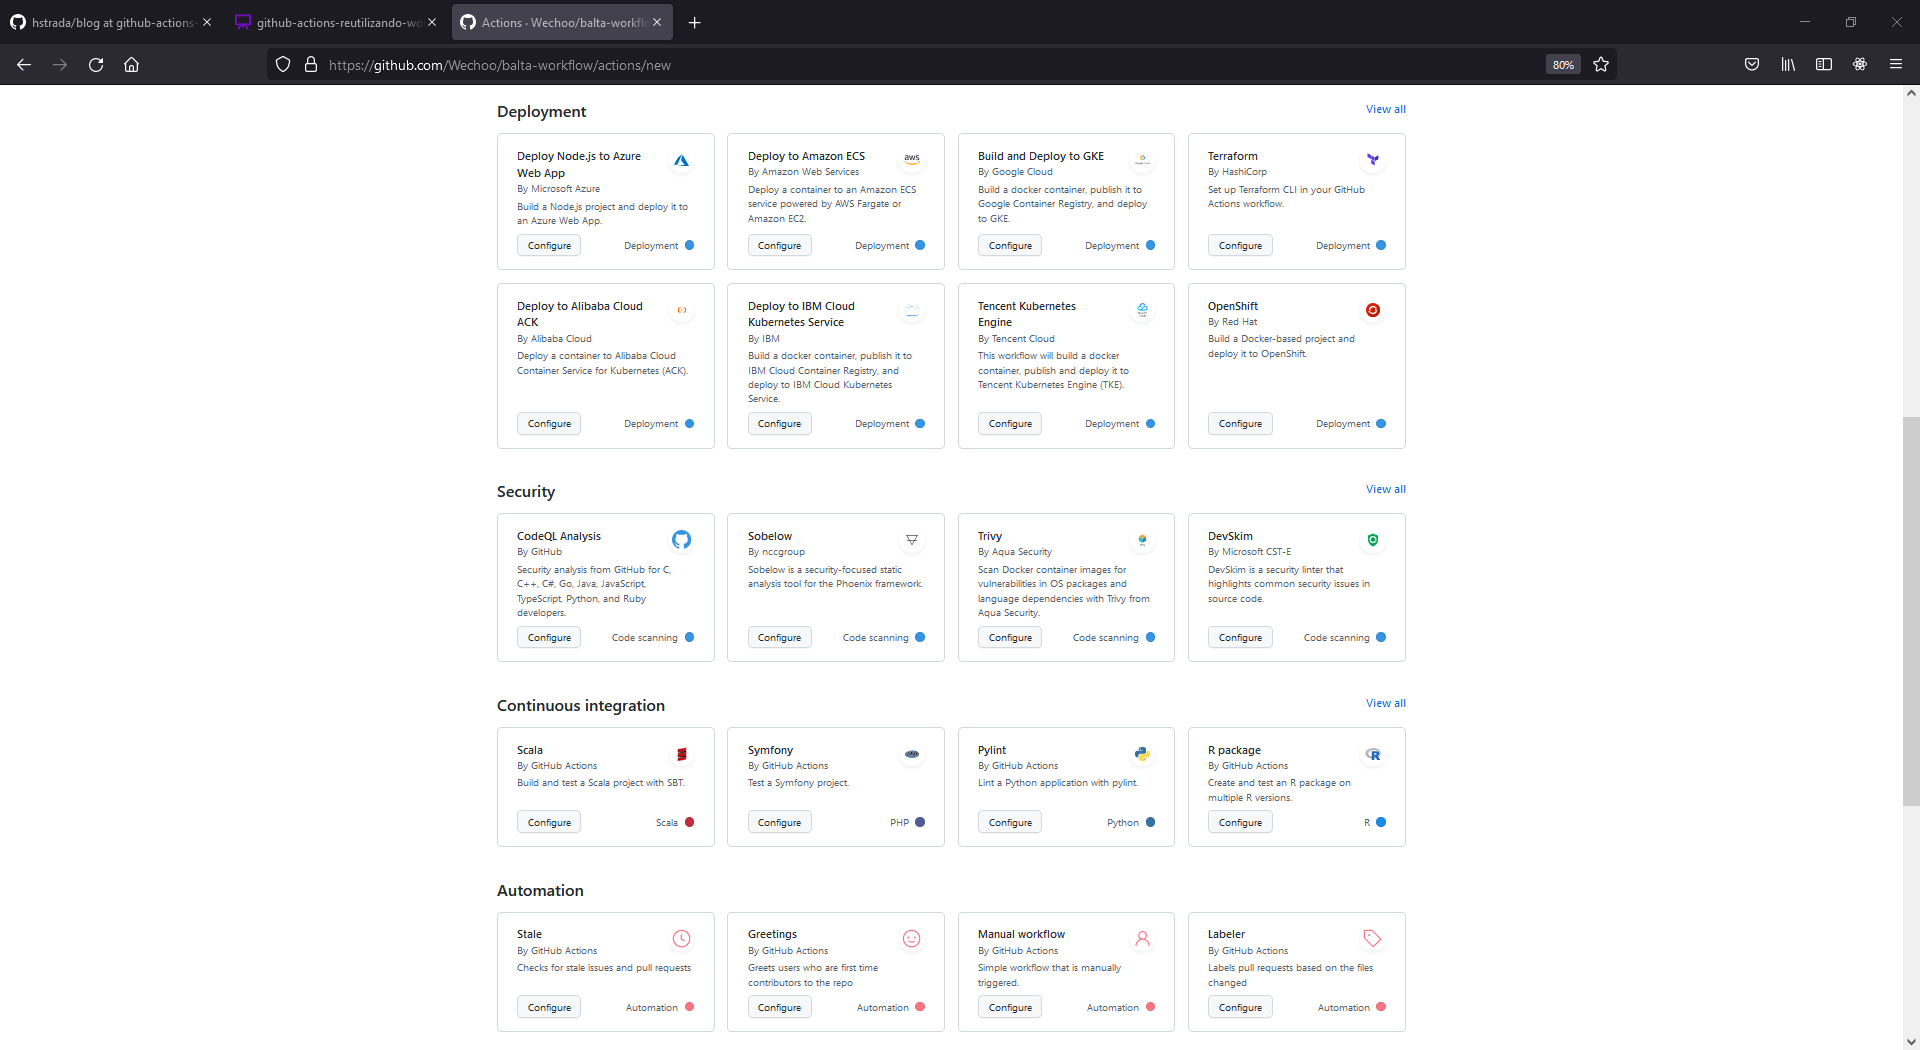 hstrada/blog at github-actions-
github-actions-reutilizando-wo
Actions · Wechoo/balta-workflo
https://github.com/Wechoo/balta-workflow/actions/new
80%
Deployment
View all
Deploy Node.js to Azure
Web App
By Microsoft Azure
Build a Node.js project and deploy it to
an Azure Web App.
Configure
Deployment
Deploy to Amazon ECS
aws
By Amazon Web Services
Deploy a container to an Amazon ECS
service powered by AWS Fargate or
Amazon EC2.
Configure
Deployment
Build and Deploy to GKE
By Google Cloud
Build a docker container, publish it to
Google Container Registry, and deploy
to GKE.
Configure
Deployment
Terraform
By HashiCorp
Set up Terraform CLI in your GitHub
Actions workflow.
Configure
Deployment
Deploy to Alibaba Cloud
ACK
By Alibaba Cloud
Deploy a container to Alibaba Cloud
Container Service for Kubernetes (ACK).
Configure
Deployment
Deploy to IBM Cloud
Kubernetes Service
By IBM
Build a docker container, publish it to
IBM Cloud Container Registry, and
deploy to IBM Cloud Kubernetes
Service.
Configure
Deployment
Tencent Kubernetes
Engine
By Tencent Cloud
This workflow will build a docker
container, publish and deploy it to
Tencent Kubernetes Engine (TKE).
Configure
Deployment
OpenShift
By Red Hat
Build a Docker-based project and
deploy it to OpenShift.
Configure
Deployment
Security
View all
CodeQL Analysis
By GitHub
Security analysis from GitHub for C,
C++, C#, Go, Java, JavaScript,
TypeScript, Python, and Ruby
developers.
Configure
Code scanning
Sobelow
By nccgroup
Sobelow is a security-focused static
analysis tool for the Phoenix framework.
Configure
Code scanning
Trivy
By Aqua Security
Scan Docker container images for
vulnerabilities in OS packages and
language dependencies with Trivy from
Aqua Security.
Configure
Code scanning
DevSkim
By Microsoft CST-E
DevSkim is a security linter that
highlights common security issues in
source code.
Configure
Code scanning
Continuous integration
View all
Scala
By GitHub Actions
Build and test a Scala project with SBT.
Configure
Scala
Symfony
By GitHub Actions
Test a Symfony project.
Configure
PHP
Pylint
By GitHub Actions
Lint a Python application with pylint.
Configure
Python
R package
By GitHub Actions
Create and test an R package on
multiple R versions.
Configure
R
Automation
Stale
By GitHub Actions
Checks for stale issues and pull requests
Configure
Automation
Greetings
By GitHub Actions
Greets users who are first time
contributors to the repo
Configure
Automation
Manual workflow
By GitHub Actions
Simple workflow that is manually
triggered.
Configure
Automation
Labeler
By GitHub Actions
Labels pull requests based on the files
changed
Configure
Automation